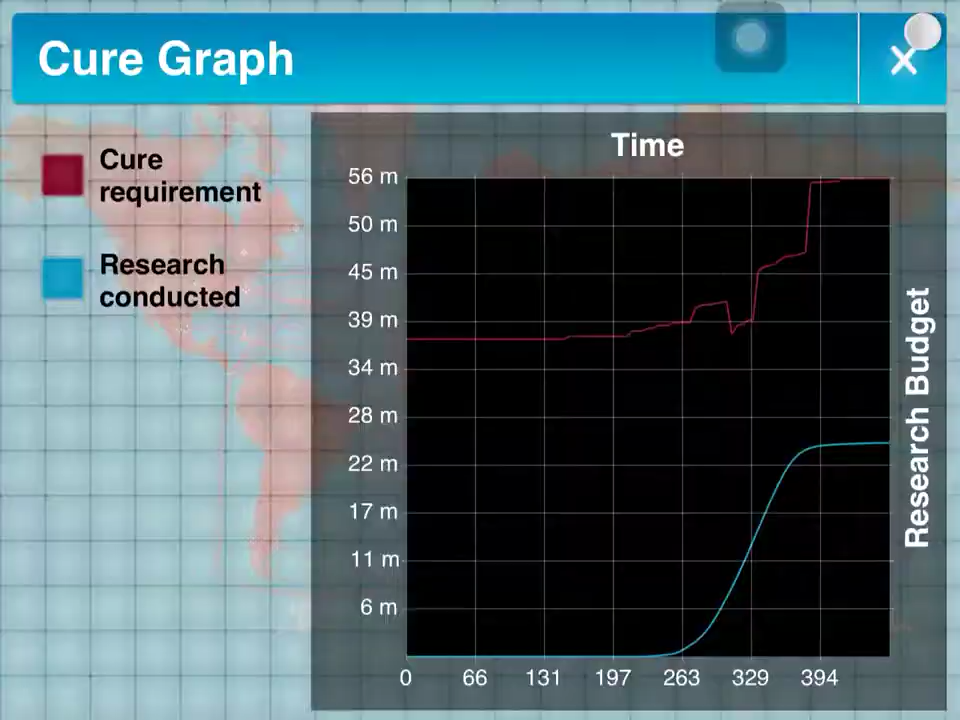 Cure Graph
Cure
requirement
Research
conducted
Time
56 m
50 m
45 m
39 m
34 m
28 m
22 m
17 m
11 m
6 m
0 66 131 197 263 329 394
Research Budget